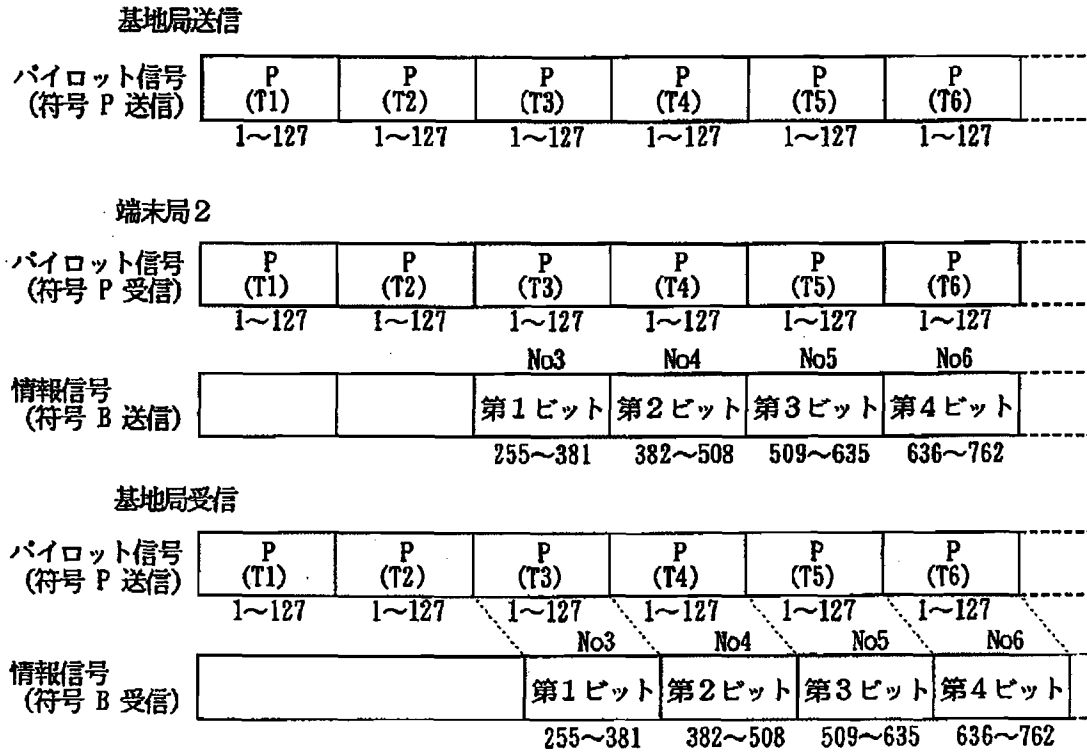 基地局送信
パイロット信号 P P P P P P
(符号 P 送信) (T1) (T2) (T3) (T4) (T5) (T6)
1〜127 1〜127 1〜127 1〜127 1〜127 1〜127
端末局2
パイロット信号 P P P P P P
(符号 P 受信) (T1) (T2) (T3) (T4) (T5) (T6)
1〜127 1〜127 1〜127 1〜127 1〜127 1〜127
No3 No4 No5 No6
情報信号
(符号 B 送信) 第1ビット 第2ビット 第3ビット 第4ビット
255〜381 382〜508 509〜635 636〜762
基地局受信
パイロット信号 P P P P P P
(符号 P 送信) (T1) (T2) (T3) (T4) (T5) (T6)
1〜127 1〜127 1〜127 1〜127 1〜127 1〜127
No3 No4 No5 No6
情報信号
(符号 B 受信) 第1ビット 第2ビット 第3ビット 第4ビット
255〜381 382〜508 509〜635 636〜762